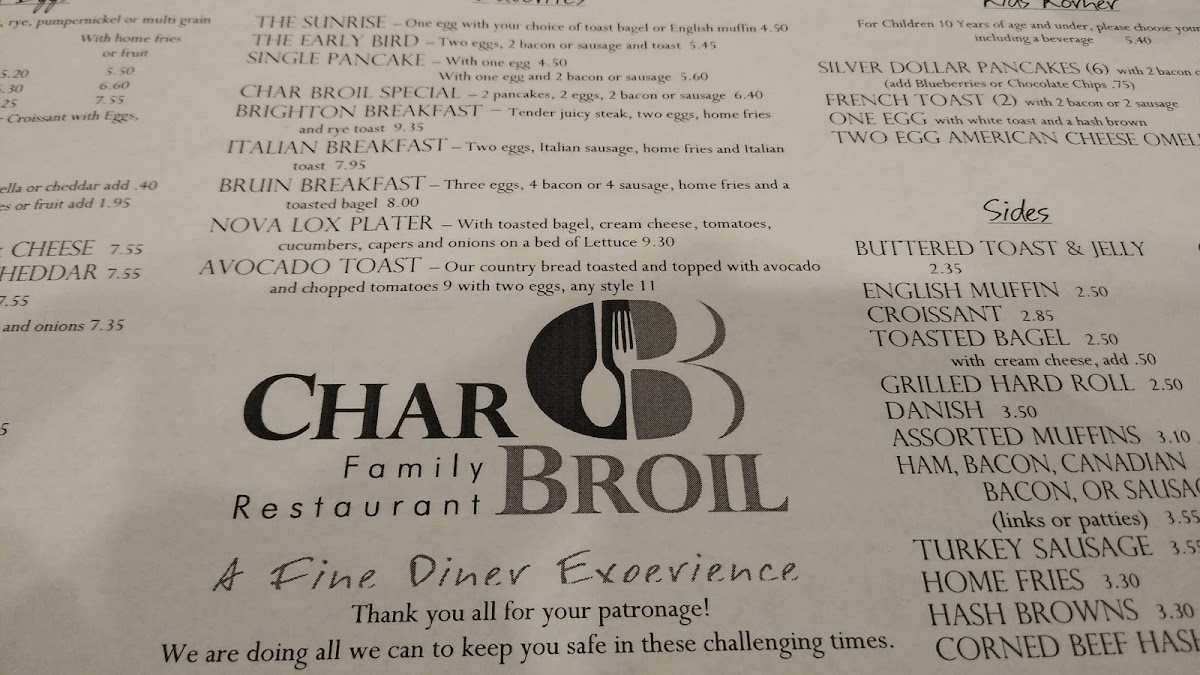 rye, pumpernickel or multi grain
With home fries
or fruit
5.20 5.50
.30 6.60
.25 7.55
Croissant with Eggs,
ella or cheddar add .40
es or fruit add 1.95
CHEESE 7.55
HEDDAR 7.55
7.55
and onions 7.35
5
THE SUNRISE – One egg with your choice of toast bagel or English muffin 4.50
THE EARLY BIRD – Two eggs, 2 bacon or sausage and toast 5.45
SINGLE PANCAKE – With one egg 4.50
With one egg and 2 bacon or sausage 5.60
CHAR BROIL SPECIAL – 2 pancakes, 2 eggs, 2 bacon or sausage 6.40
BRIGHTON BREAKFAST – Tender juicy steak, two eggs, home fries
and rye toast 9.35
ITALIAN BREAKFAST – Two eggs, Italian sausage, home fries and Italian
toast 7.95
BRUIN BREAKFAST – Three eggs, 4 bacon or 4 sausage, home fries and a
toasted bagel 8.00
NOVA LOX PLATER – With toasted bagel, cream cheese, tomatoes,
cucumbers, capers and onions on a bed of Lettuce 9.30
AVOCADO TOAST – Our country bread toasted and topped with avocado
and chopped tomatoes 9 with two eggs, any style 11
CHAR
B
Family BROIL
Restaurant
A Fine Diner Experience
Thank you all for your patronage!
We are doing all we can to keep you safe in these challenging times.
Kids Korner
For Children 10 Years of age and under, please choose your
including a beverage 5.40
SILVER DOLLAR PANCAKES (6) with 2 bacon
(add Blueberries or Chocolate Chips .75)
FRENCH TOAST (2) with 2 bacon or 2 sausage
ONE EGG with white toast and a hash brown
TWO EGG AMERICAN CHEESE OMEL
Sides
BUTTERED TOAST & JELLY
2.35
ENGLISH MUFFIN 2.50
CROISSANT 2.85
TOASTED BAGEL 2.50
with cream cheese, add .50
GRILLED HARD ROLL 2.50
DANISH 3.50
ASSORTED MUFFINS 3.10
HAM, BACON, CANADIAN
BACON, OR SAUSAG
(links or patties) 3.55
TURKEY SAUSAGE 3.55
HOME FRIES 3.30
HASH BROWNS 3.30
CORNED BEEF HASH